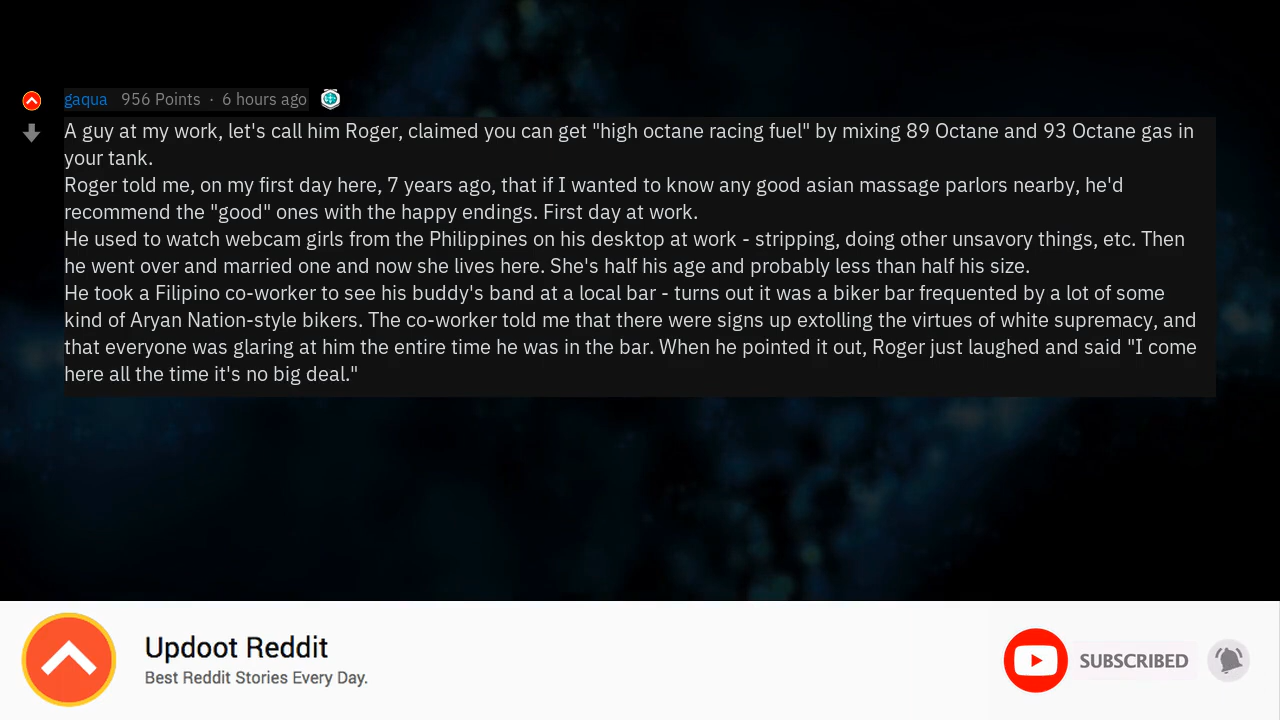 gaqua 956 Points · 6 hours ago
A guy at my work, let's call him Roger, claimed you can get "high octane racing fuel" by mixing 89 Octane and 93 Octane gas in
your tank.
Roger told me, on my first day here, 7 years ago, that if I wanted to know any good asian massage parlors nearby, he'd
recommend the "good" ones with the happy endings. First day at work.
He used to watch webcam girls from the Philippines on his desktop at work - stripping, doing other unsavory things, etc. Then
he went over and married one and now she lives here. She's half his age and probably less than half his size.
He took a Filipino co-worker to see his buddy's band at a local bar - turns out it was a biker bar frequented by a lot of some
kind of Aryan Nation-style bikers. The co-worker told me that there were signs up extolling the virtues of white supremacy, and
that everyone was glaring at him the entire time he was in the bar. When he pointed it out, Roger just laughed and said "I come
here all the time it's no big deal."
Updoot Reddit
Best Reddit Stories Every Day.
SUBSCRIBED